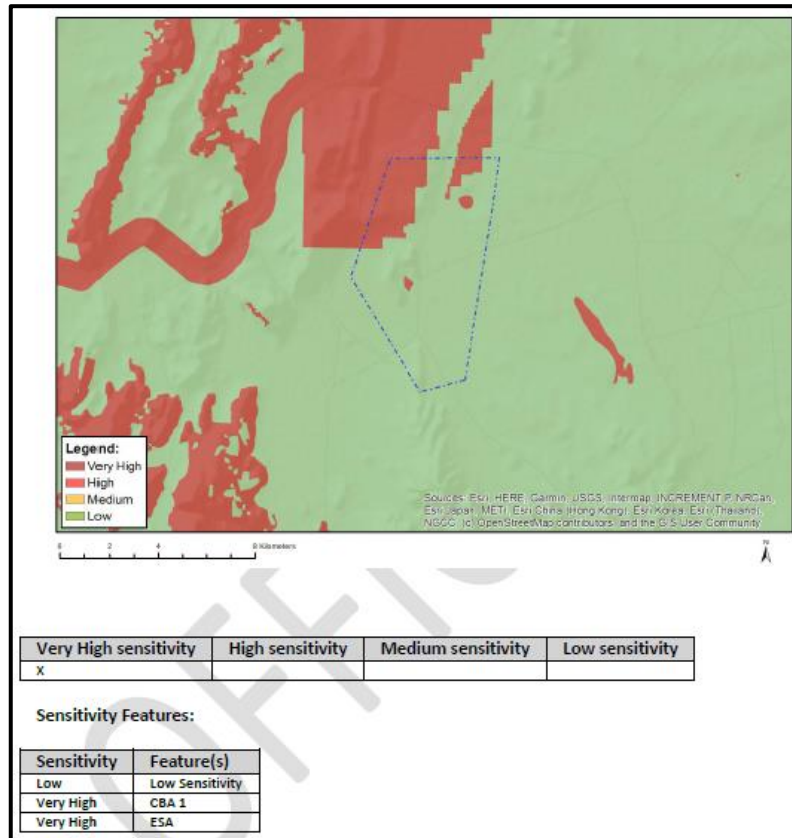 Legend:
Very High
High
Medium
Low
Sources: Esri, HERE, Garmin, USGS, Intermap, INCREMENT P, NRCan,
Esri Japan, METI, Esri China (Hong Kong), Esri Korea, Esri (Thailand),
NGCC, (c) OpenStreetMap contributors, and the GIS User Community
0 2 4 8 Kilometers
N
Very High sensitivity High sensitivity Medium sensitivity Low sensitivity
X
Sensitivity Features:
Sensitivity Feature(s)
Low Low Sensitivity
Very High CBA 1
Very High ESA